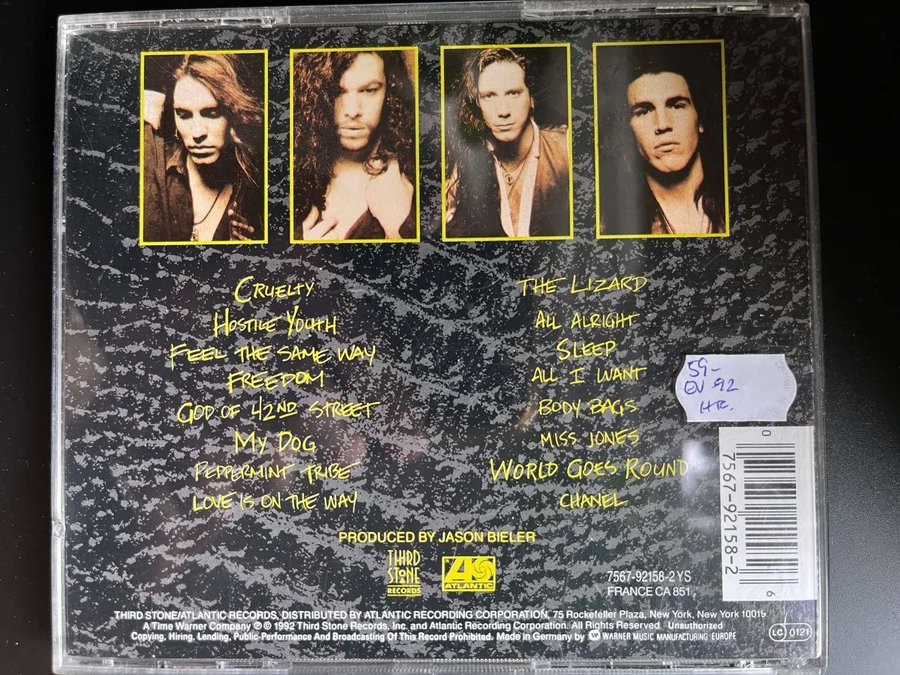 CRUELTY
HOSTILE YOUTH
FEEL THE SAME WAY
FREEDOM
GOD OF 42ND STREET
MY DOG
PEPPERMINT TRIBE
LOVE IS ON THE WAY
THE LIZARD
ALL ALRIGHT
SLEEP
ALL I WANT
BODY BAGS
MISS JONES
WORLD GOES ROUND
CHANEL
59-
EV 92
HR.
0
7567-92158-2
6
PRODUCED BY JASON BIELER
THIRD
STONE
RECORDS
ATLANTIC
7567-92158-2 YS
FRANCE CA 851
THIRD STONE/ATLANTIC RECORDS, DISTRIBUTED BY ATLANTIC RECORDING CORPORATION, 75 Rockefeller Plaza, New York, New York 10019
A Time Warner Company ℗ © 1992 Third Stone Records, Inc. and Atlantic Recording Corporation. All Rights Reserved. Unauthorized
Copying, Hiring, Lending, Public-Performance And Broadcasting Of This Record Prohibited. Made in Germany by WARNER MUSIC MANUFACTURING EUROPE
LC 0121